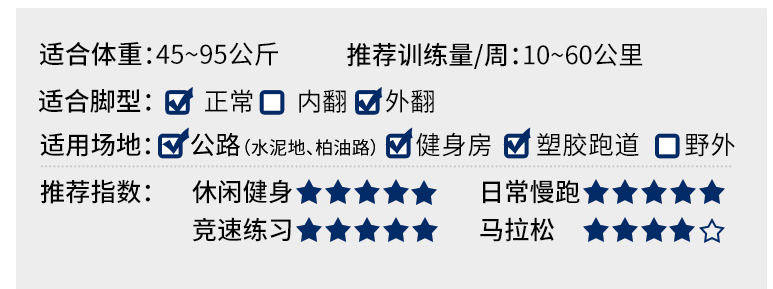 适合体重：45~95公斤 推荐训练量/周：10~60公里
适合脚型：☑ 正常 ☐ 内翻 ☑ 外翻
适用场地：☑ 公路（水泥地、柏油路） ☑ 健身房 ☑ 塑胶跑道 ☐ 野外
推荐指数： 休闲健身★★★★★ 日常慢跑★★★★★
竞速练习★★★★★ 马拉松 ★★★★☆